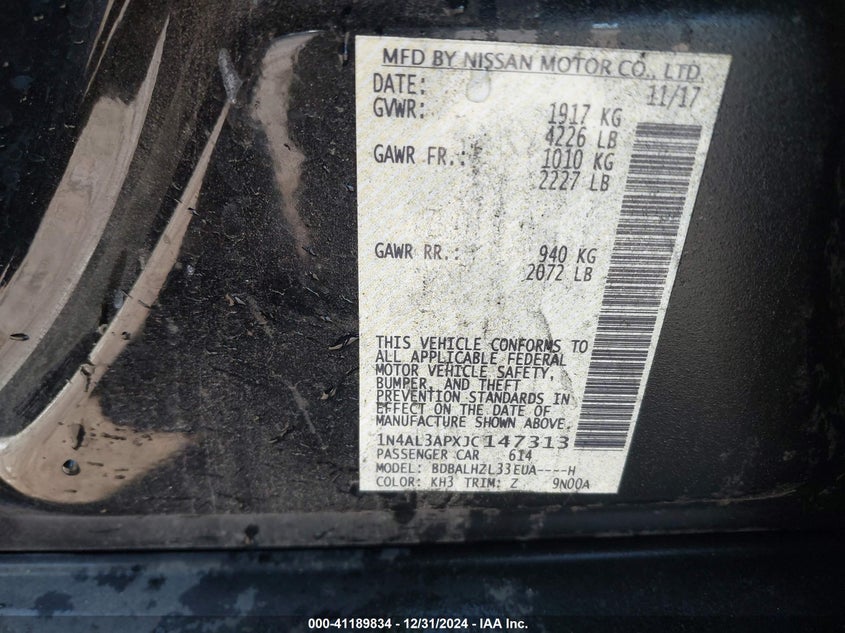 MFD BY NISSAN MOTOR CO., LTD.
DATE: 11/17
GVWR: 1917 KG
4226 LB
GAWR FR.: 1010 KG
2227 LB
GAWR RR.: 940 KG
2072 LB
THIS VEHICLE CONFORMS TO
ALL APPLICABLE FEDERAL
MOTOR VEHICLE SAFETY,
BUMPER, AND THEFT
PREVENTION STANDARDS IN
EFFECT ON THE DATE OF
MANUFACTURE SHOWN ABOVE.
1N4AL3APXJC147313
PASSENGER CAR 614
MODEL: BDBALHZL33EUA----H
COLOR: KH3 TRIM: Z 9N00A
000-41189834 - 12/31/2024 - IAA Inc.